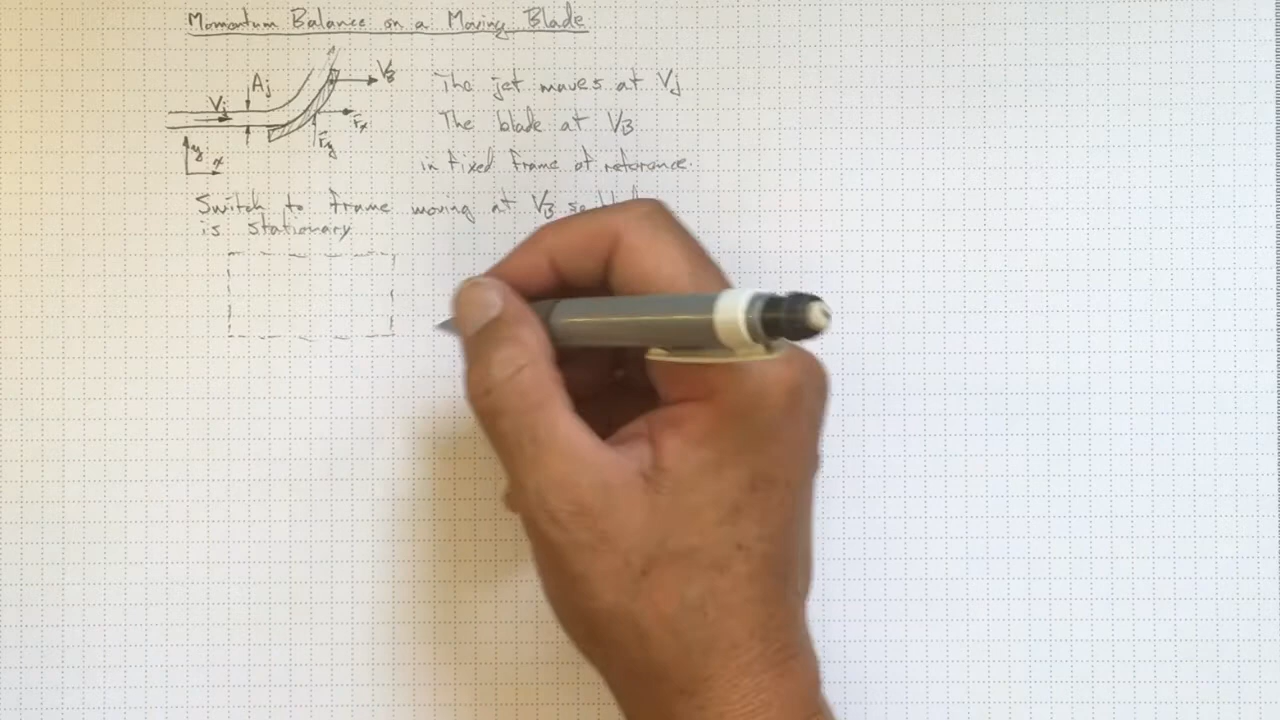 Momentum Balance on a Moving Blade
Aj
VB
Vj
Fx
Fy
y
x
The jet moves at Vj
The blade at VB
in fixed frame of reference.
Switch to frame moving at VB so
is stationary